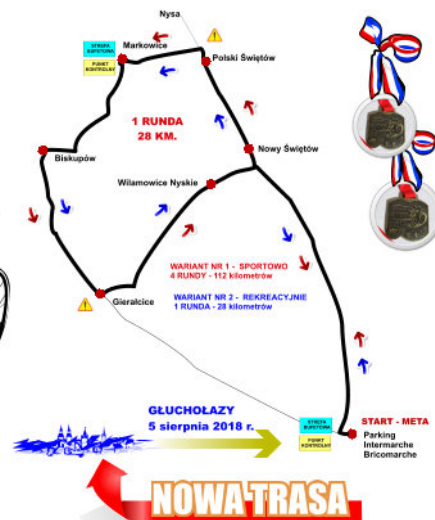 Nysa
STREFA
BUFETOWA
Markowice
PUNKT
KONTROLNY
Polski Świętów
1 RUNDA
28 KM.
Nowy Świętów
Biskupów
Wilamowice Nyskie
WARIANT NR 1 - SPORTOWO
4 RUNDY - 112 kilometrów
WARIANT NR 2 - REKREACYJNIE
1 RUNDA - 28 kilometrów
Gierałcice
GŁUCHOŁAZY
5 sierpnia 2018 r.
STREFA
BUFETOWA
PUNKT
KONTROLNY
START - META
Parking
Intermarche
Bricomarche
NOWA TRASA